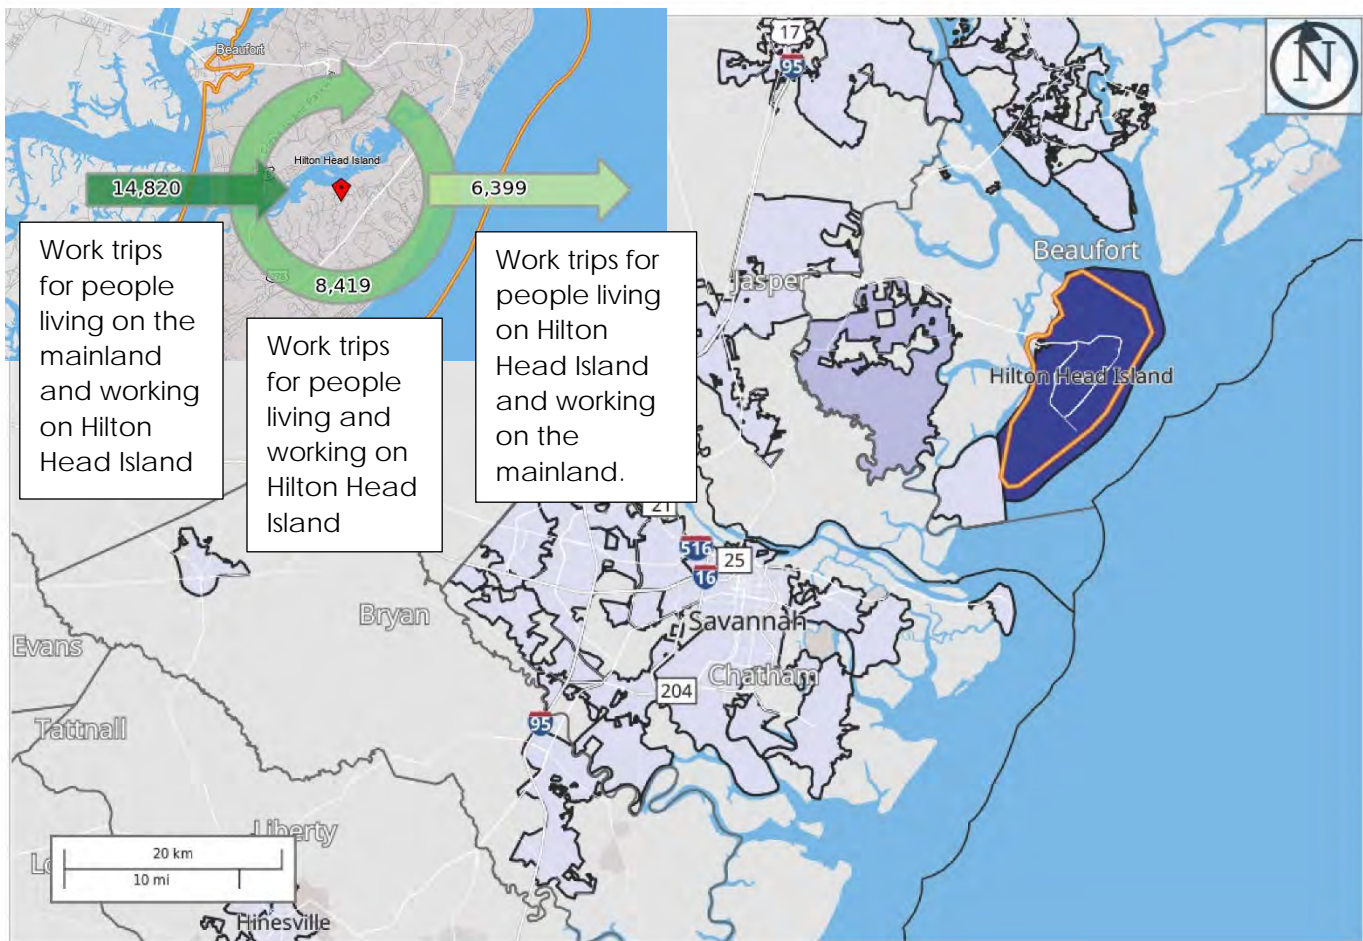 Beaufort
Hilton Head Island
14,820
6,399
8,419
Work trips
for people
living on the
mainland
and working
on Hilton
Head Island
Work trips
for people
living and
working on
Hilton Head
Island
Work trips for
people living
on Hilton
Head Island
and working
on the
mainland.
17
95
N
Beaufort
Jasper
Hilton Head Island
21
516
25
16
Savannah
Bryan
Evans
Chatham
204
95
Tattnall
Liberty
20 km
10 mi
Hinesville